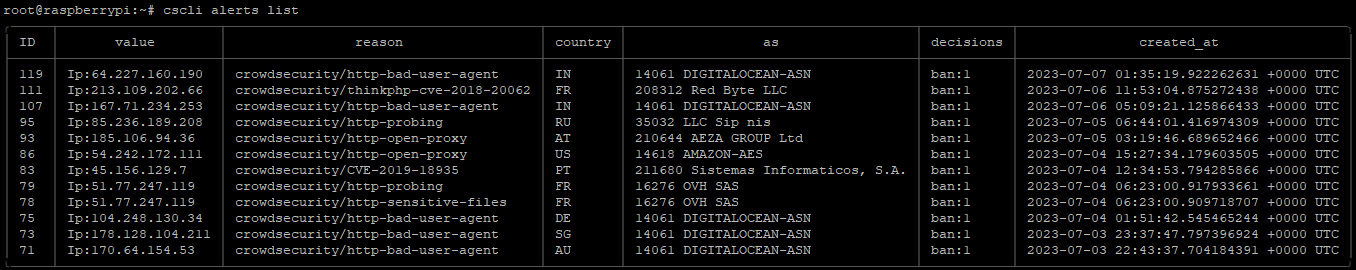 root@raspberrypi:~# cscli alerts list
ID value reason country as decisions created_at
119 Ip:64.227.160.190 crowdsecurity/http-bad-user-agent IN 14061 DIGITALOCEAN-ASN ban:1 2023-07-07 01:35:19.922262631 +0000 UTC
111 Ip:213.109.202.66 crowdsecurity/thinkphp-cve-2018-20062 FR 208312 Red Byte LLC ban:1 2023-07-06 11:53:04.875272438 +0000 UTC
107 Ip:167.71.234.253 crowdsecurity/http-bad-user-agent IN 14061 DIGITALOCEAN-ASN ban:1 2023-07-06 05:09:21.125866433 +0000 UTC
95 Ip:85.236.189.208 crowdsecurity/http-probing RU 35032 LLC Sip nis ban:1 2023-07-05 06:44:01.416974309 +0000 UTC
93 Ip:185.106.94.36 crowdsecurity/http-open-proxy AT 210644 AEZA GROUP Ltd ban:1 2023-07-05 03:19:46.689652466 +0000 UTC
86 Ip:54.242.172.111 crowdsecurity/http-open-proxy US 14618 AMAZON-AES ban:1 2023-07-04 15:27:34.179603505 +0000 UTC
83 Ip:45.156.129.7 crowdsecurity/CVE-2019-18935 PT 211680 Sistemas Informaticos, S.A. ban:1 2023-07-04 12:34:53.794285866 +0000 UTC
79 Ip:51.77.247.119 crowdsecurity/http-probing FR 16276 OVH SAS ban:1 2023-07-04 06:23:00.917933661 +0000 UTC
78 Ip:51.77.247.119 crowdsecurity/http-sensitive-files FR 16276 OVH SAS ban:1 2023-07-04 06:23:00.909718707 +0000 UTC
75 Ip:104.248.130.34 crowdsecurity/http-bad-user-agent DE 14061 DIGITALOCEAN-ASN ban:1 2023-07-04 01:51:42.545465244 +0000 UTC
73 Ip:178.128.104.211 crowdsecurity/http-bad-user-agent SG 14061 DIGITALOCEAN-ASN ban:1 2023-07-03 23:37:47.797396924 +0000 UTC
71 Ip:170.64.154.53 crowdsecurity/http-bad-user-agent AU 14061 DIGITALOCEAN-ASN ban:1 2023-07-03 22:43:37.704184391 +0000 UTC